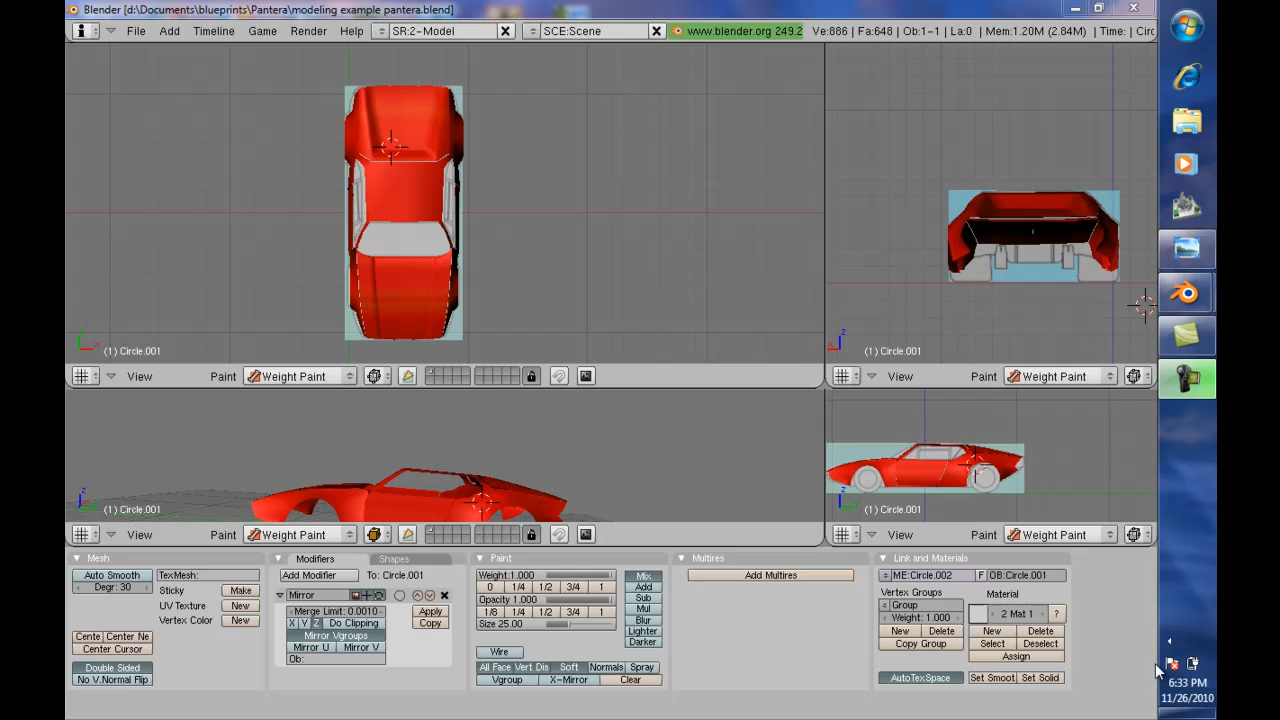 Blender [d:\Documents\blueprints\Pantera\modeling example pantera.blend]
File Add Timeline Game Render Help SR:2-Model SCE:Scene www.blender.org 249.2 Ve:886 | Fa:648 | Ob:1-1 | La:0 | Mem:1.20M (2.84M) | Time: | Circ
(1) Circle.001
(1) Circle.001
View Paint Weight Paint
View Paint Weight Paint
(1) Circle.001
(1) Circle.001
View Paint Weight Paint
View Paint Weight Paint
Mesh
Auto Smooth
Degr: 30
TexMesh:
Sticky Make
UV Texture New
Vertex Color New
Cente Center Ne
Center Cursor
Double Sided
No V.Normal Flip
Modifiers Shapes
Add Modifier To: Circle.001
Mirror
Merge Limit: 0.0010
X Y Z Do Clipping
Mirror Vgroups
Mirror U Mirror V
Ob:
Apply
Copy
Paint
Weight:1.000
0 1/4 1/2 3/4 1
Opacity 1.000
1/8 1/4 1/2 3/4 1
Size 25.00
Mix
Add
Sub
Mul
Blur
Lighter
Darker
Wire
All Face Vert Dis Soft Normals Spray
Vgroup X-Mirror Clear
Multires
Add Multires
Link and Materials
ME:Circle.002 F OB:Circle.001
Vertex Groups
Group
Weight: 1.000
New Delete
Copy Group
AutoTexSpace
Material
2 Mat 1 ?
New Delete
Select Deselect
Assign
Set Smoot Set Solid
6:33 PM
11/26/2010